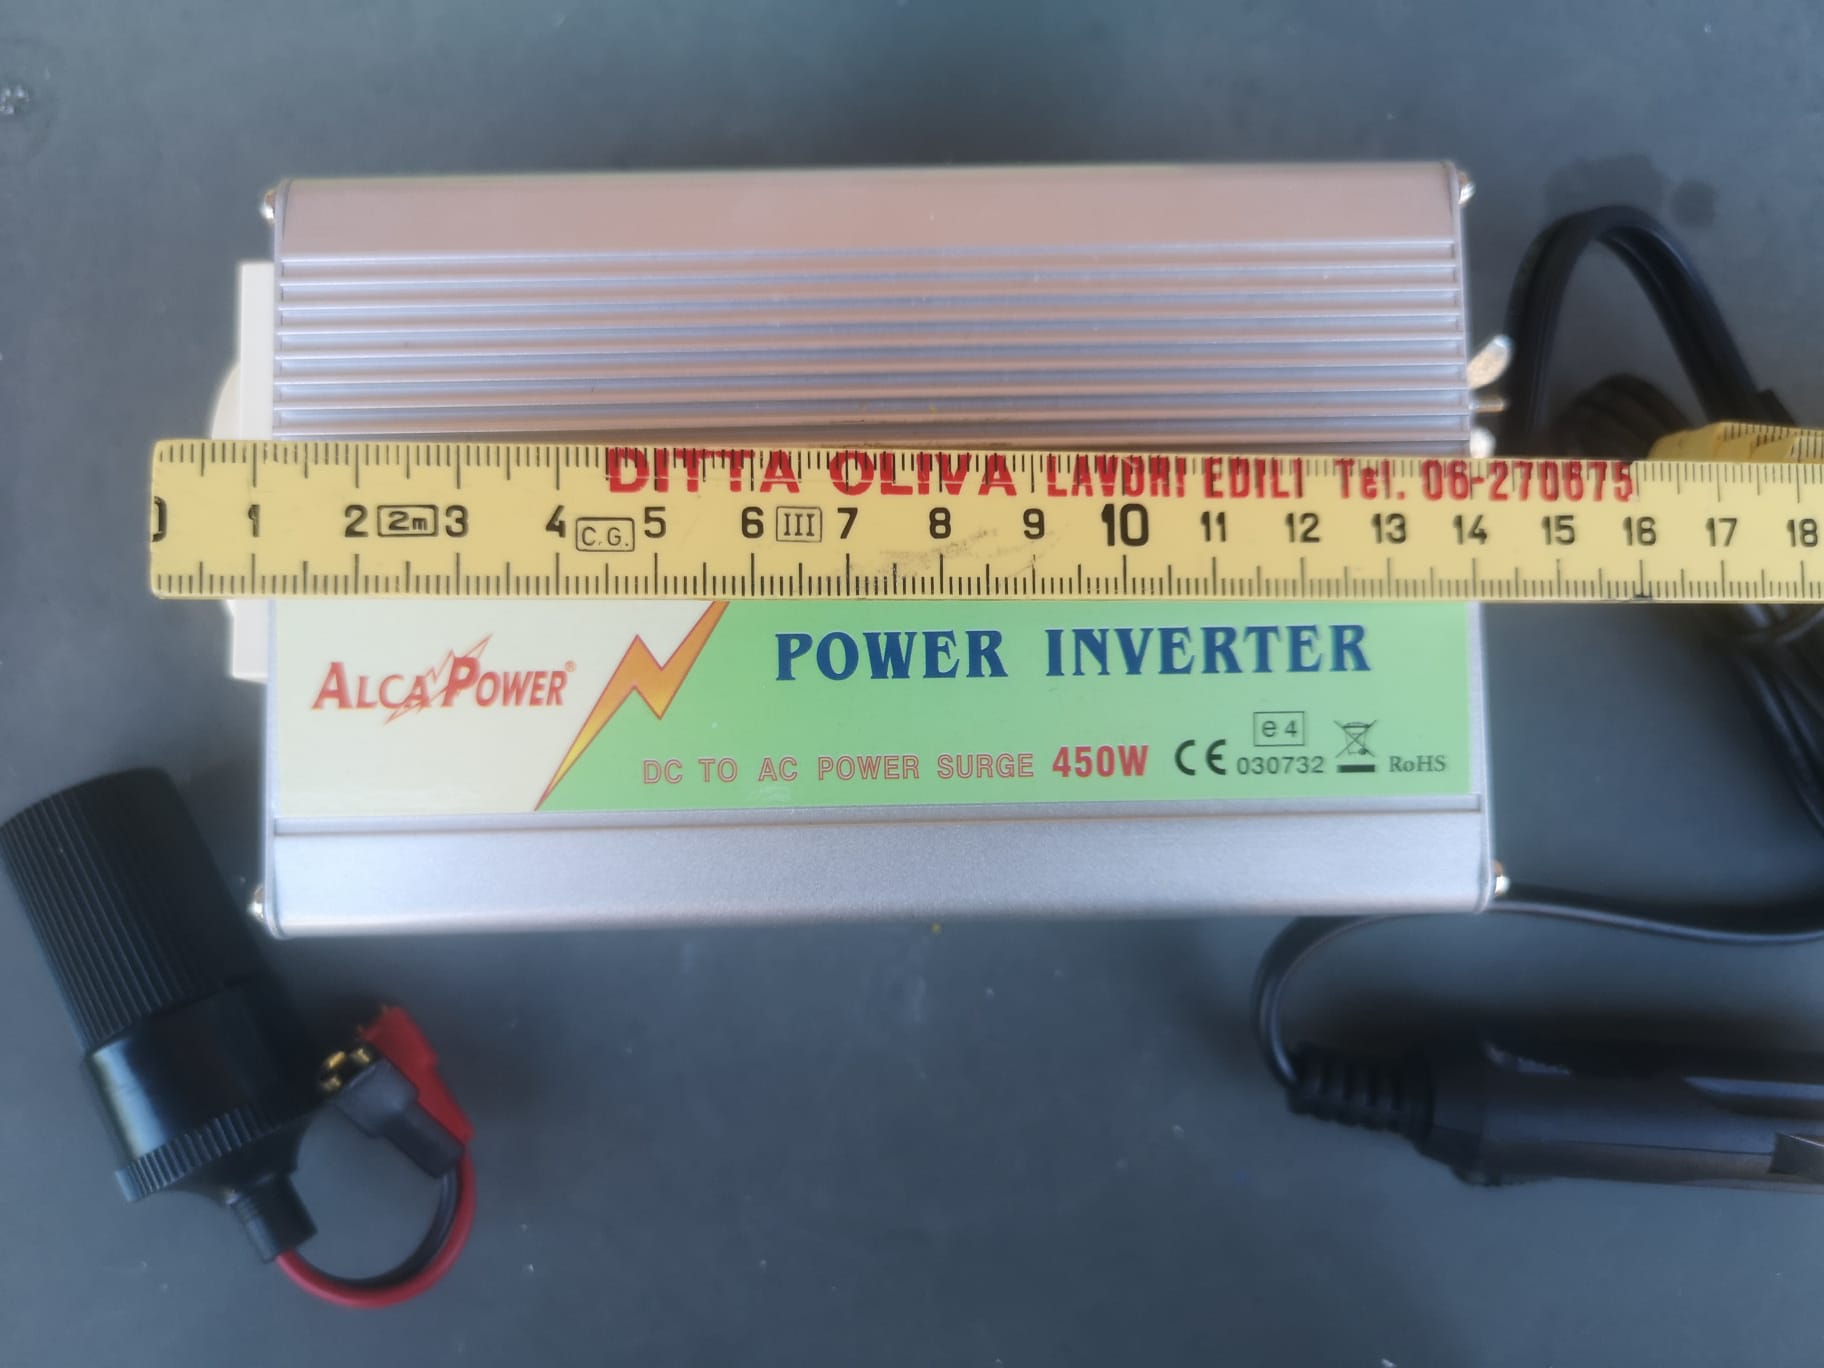 DITTA OLIVA LAVORI EDILI Tel. 06-270675
0 1 2 2m 3 4 C.G. 5 6 III 7 8 9 10 11 12 13 14 15 16 17 18
ALCAPOWER®
POWER INVERTER
DC TO AC POWER SURGE 450W CE e4 030732 RoHS